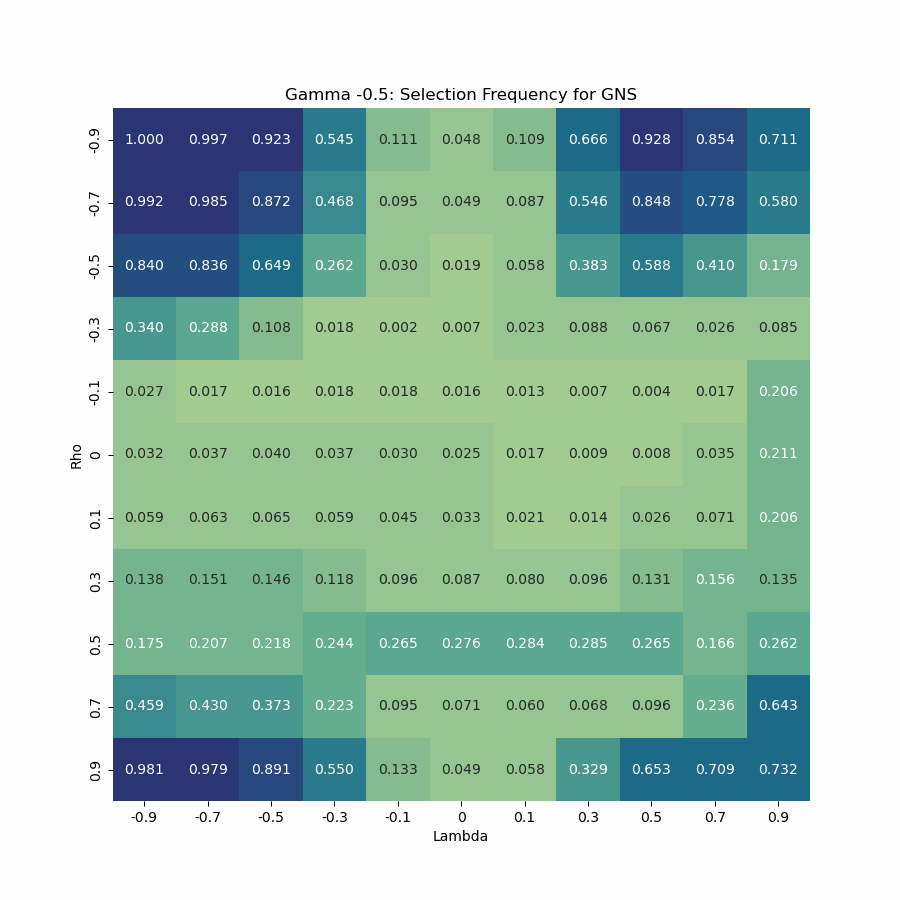 Gamma -0.5: Selection Frequency for GNS
-0.9 1.000 0.997 0.923 0.545 0.111 0.048 0.109 0.666 0.928 0.854 0.711
-0.7 0.992 0.985 0.872 0.468 0.095 0.049 0.087 0.546 0.848 0.778 0.580
-0.5 0.840 0.836 0.649 0.262 0.030 0.019 0.058 0.383 0.588 0.410 0.179
-0.3 0.340 0.288 0.108 0.018 0.002 0.007 0.023 0.088 0.067 0.026 0.085
-0.1 0.027 0.017 0.016 0.018 0.018 0.016 0.013 0.007 0.004 0.017 0.206
Rho
0 0.032 0.037 0.040 0.037 0.030 0.025 0.017 0.009 0.008 0.035 0.211
0.1 0.059 0.063 0.065 0.059 0.045 0.033 0.021 0.014 0.026 0.071 0.206
0.3 0.138 0.151 0.146 0.118 0.096 0.087 0.080 0.096 0.131 0.156 0.135
0.5 0.175 0.207 0.218 0.244 0.265 0.276 0.284 0.285 0.265 0.166 0.262
0.7 0.459 0.430 0.373 0.223 0.095 0.071 0.060 0.068 0.096 0.236 0.643
0.9 0.981 0.979 0.891 0.550 0.133 0.049 0.058 0.329 0.653 0.709 0.732
-0.9 -0.7 -0.5 -0.3 -0.1 0 0.1 0.3 0.5 0.7 0.9
Lambda